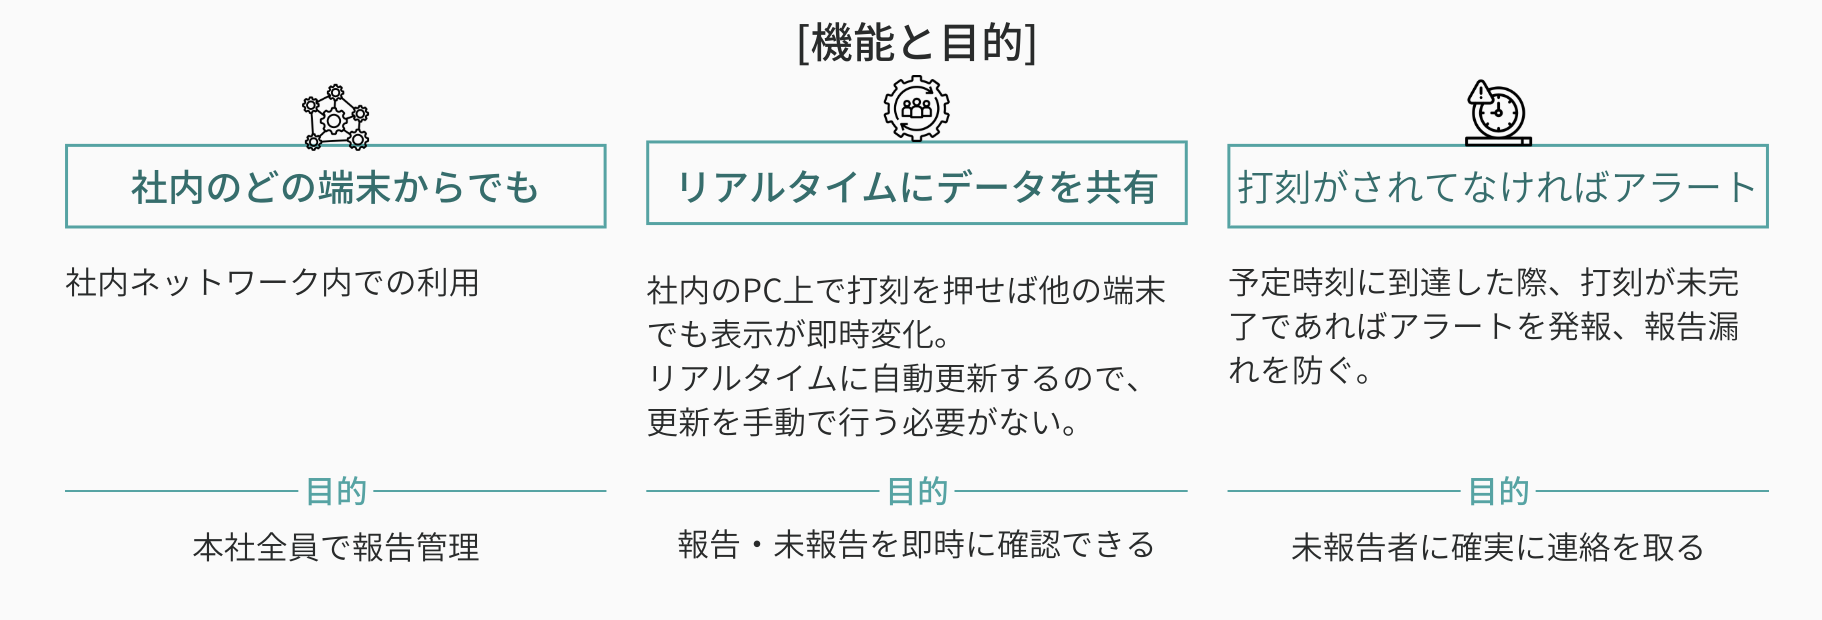 [機能と目的]
社内のどの端末からでも
社内ネットワーク内での利用
目的
本社全員で報告管理
リアルタイムにデータを共有
社内のPC上で打刻を押せば他の端末
でも表示が即時変化。
リアルタイムに自動更新するので、
更新を手動で行う必要がない。
目的
報告・未報告を即時に確認できる
打刻がされてなければアラート
予定時刻に到達した際、打刻が未完
了であればアラートを発報、報告漏
れを防ぐ。
目的
未報告者に確実に連絡を取る